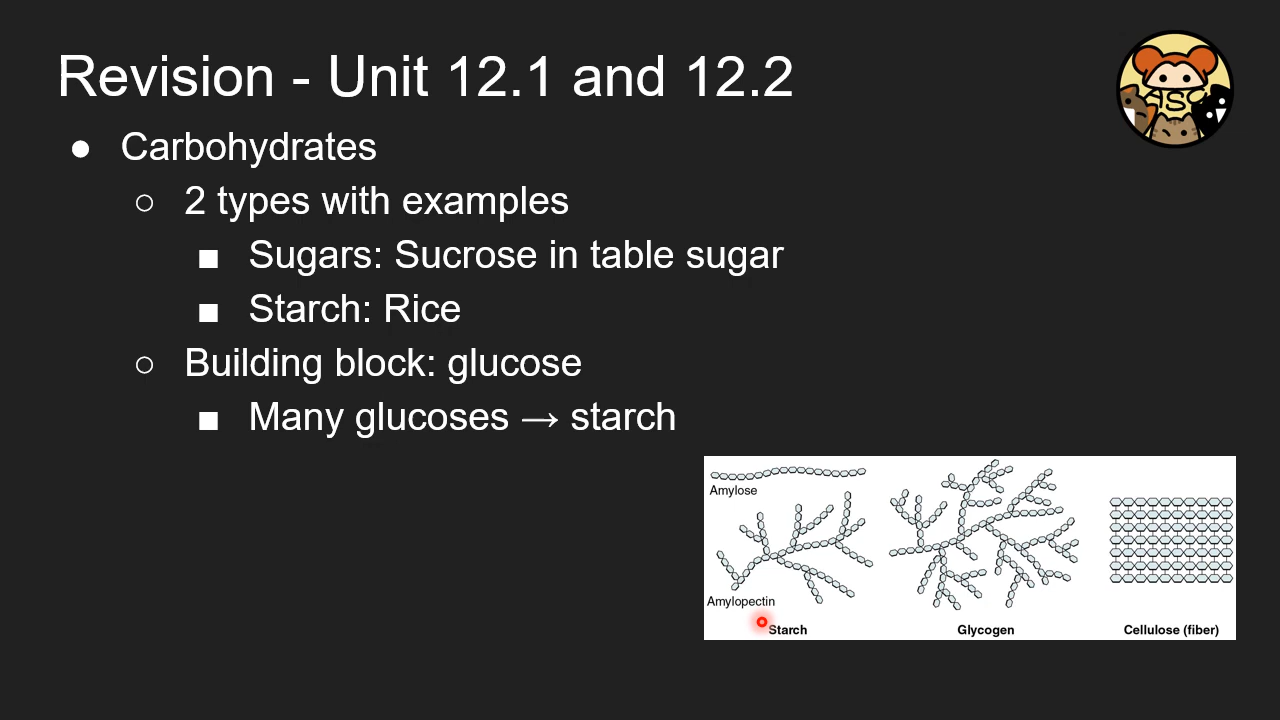 Revision - Unit 12.1 and 12.2
● Carbohydrates
○ 2 types with examples
■ Sugars: Sucrose in table sugar
■ Starch: Rice
○ Building block: glucose
■ Many glucoses → starch
Amylose
Amylopectin
Starch
Glycogen
Cellulose (fiber)